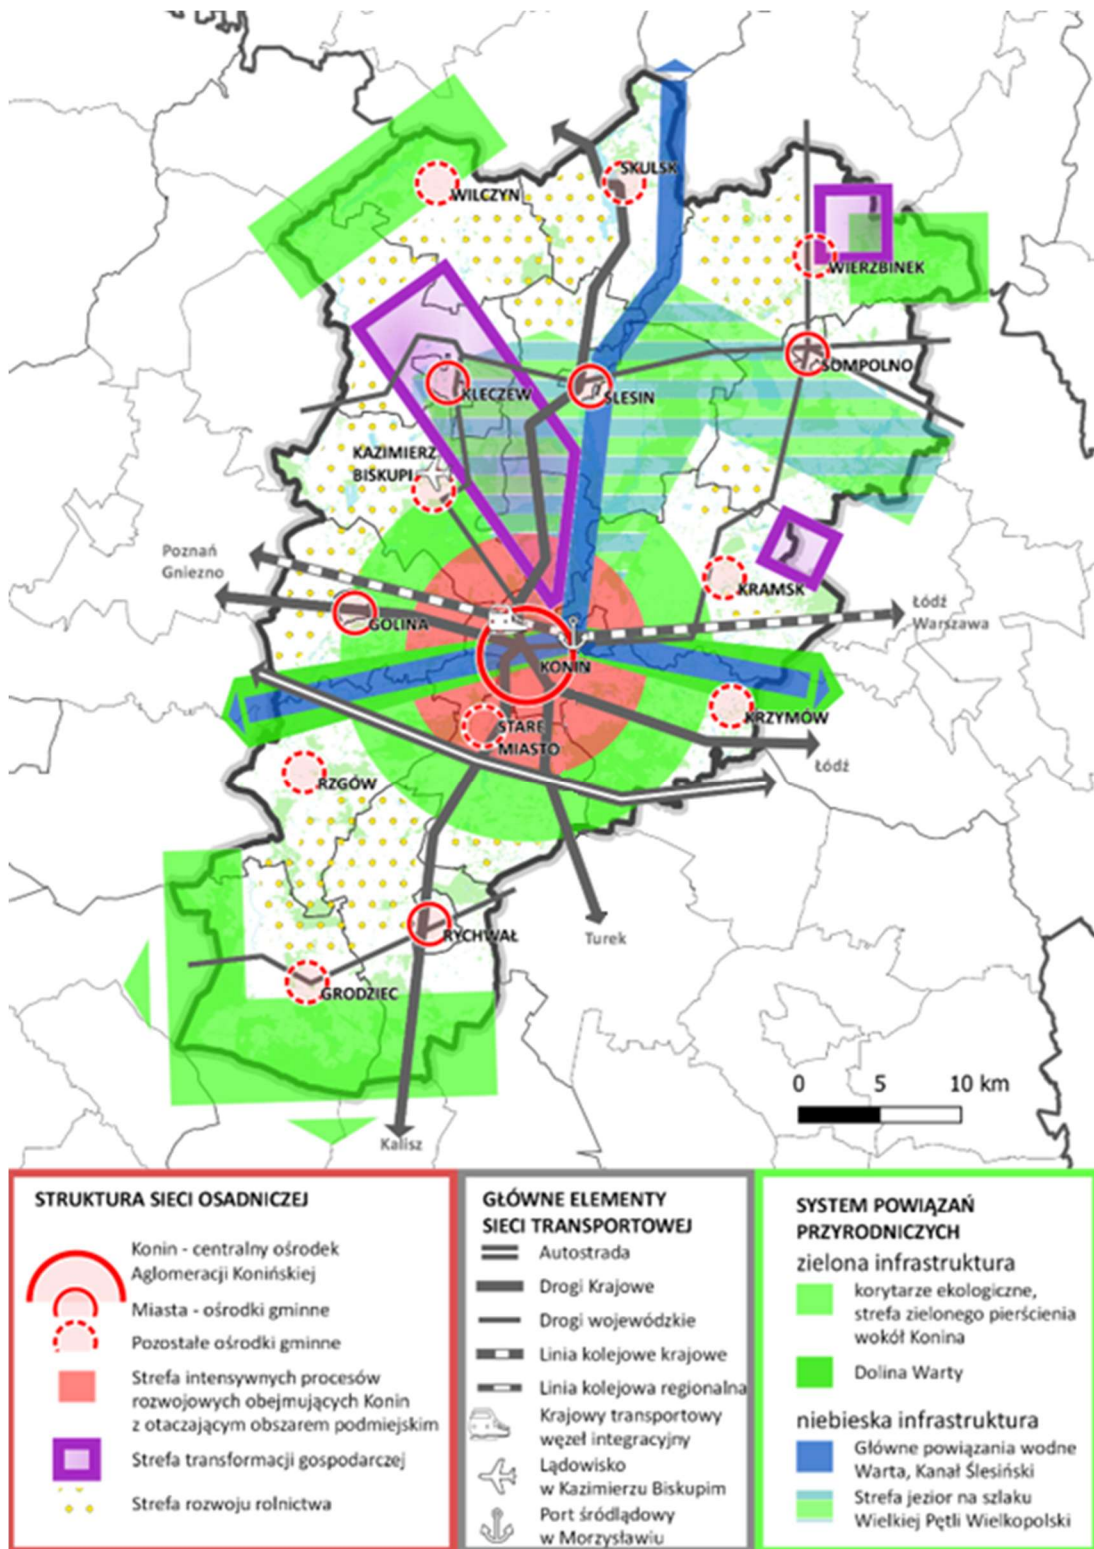 SKULSK
WILCZYN
WIERZBINEK
SOMPOLNO
KLECZEW
ŚLESIN
KAZIMIERZ
BISKUPI
Poznań
Gniezno
KRAMSK
Łódź
Warszawa
GOLINA
KONIN
KRZYMÓW
STARE
MIASTO
Łódź
RZGÓW
RYCHWAŁ
Turek
GRODZIEC
0 5 10 km
Kalisz
STRUKTURA SIECI OSADNICZEJ
Konin - centralny ośrodek
Aglomeracji Konińskiej
Miasta - ośrodki gminne
Pozostałe ośrodki gminne
Strefa intensywnych procesów
rozwojowych obejmujących Konin
z otaczającym obszarem podmiejskim
Strefa transformacji gospodarczej
Strefa rozwoju rolnictwa
GŁÓWNE ELEMENTY
SIECI TRANSPORTOWEJ
Autostrada
Drogi Krajowe
Drogi wojewódzkie
Linia kolejowe krajowe
Linia kolejowa regionalna
Krajowy transportowy
węzeł integracyjny
Lądowisko
w Kazimierzu Biskupim
Port śródlądowy
w Morzysławiu
SYSTEM POWIĄZAŃ
PRZYRODNICZYCH
zielona infrastruktura
korytarze ekologiczne,
strefa zielonego pierścienia
wokół Konina
Dolina Warty
niebieska infrastruktura
Główne powiązania wodne
Warta, Kanał Ślesiński
Strefa jezior na szlaku
Wielkiej Pętli Wielkopolski